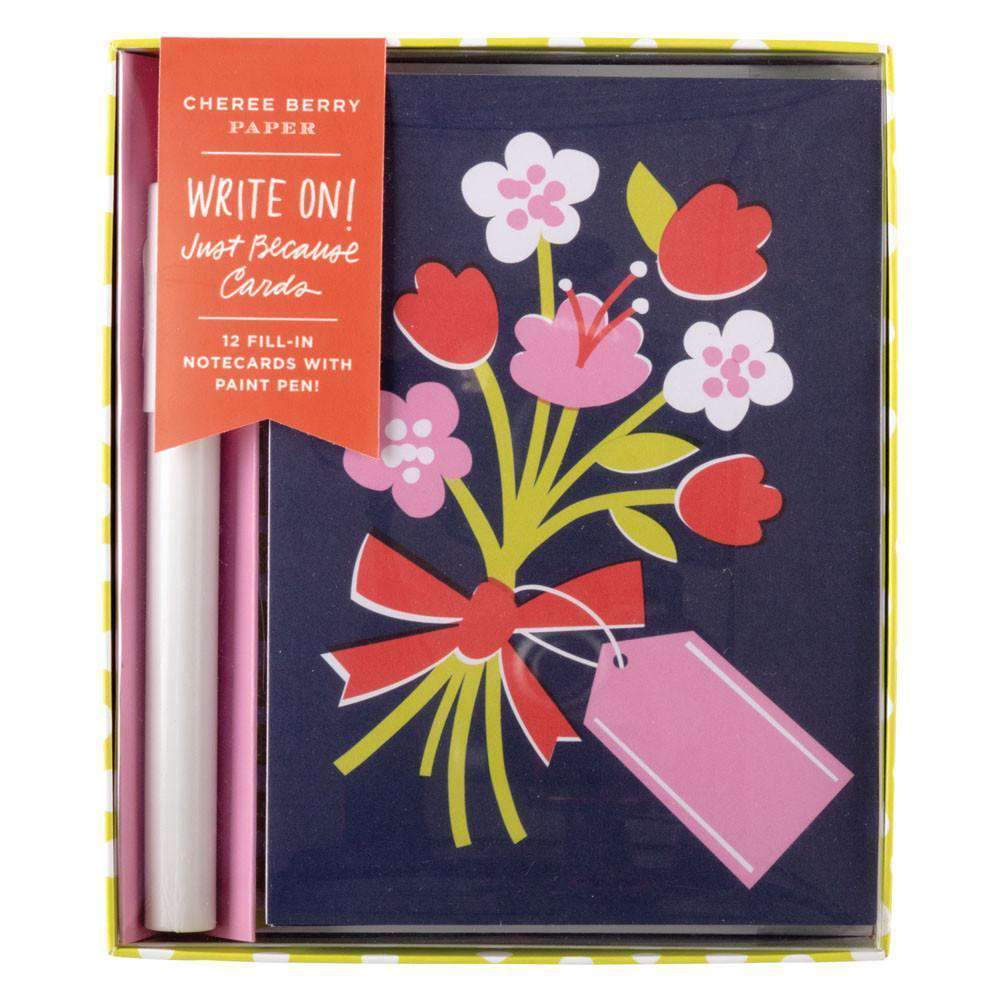 CHEREE BERRY
PAPER
WRITE ON!
Just Because
Cards
12 FILL-IN
NOTECARDS WITH
PAINT PEN!